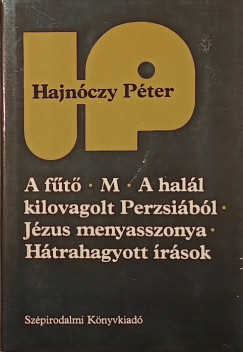 Hajnóczy Péter
A fűtő · M · A halál
kilovagolt Perzsiából ·
Jézus menyasszonya ·
Hátrahagyott írások
Szépirodalmi Könyvkiadó